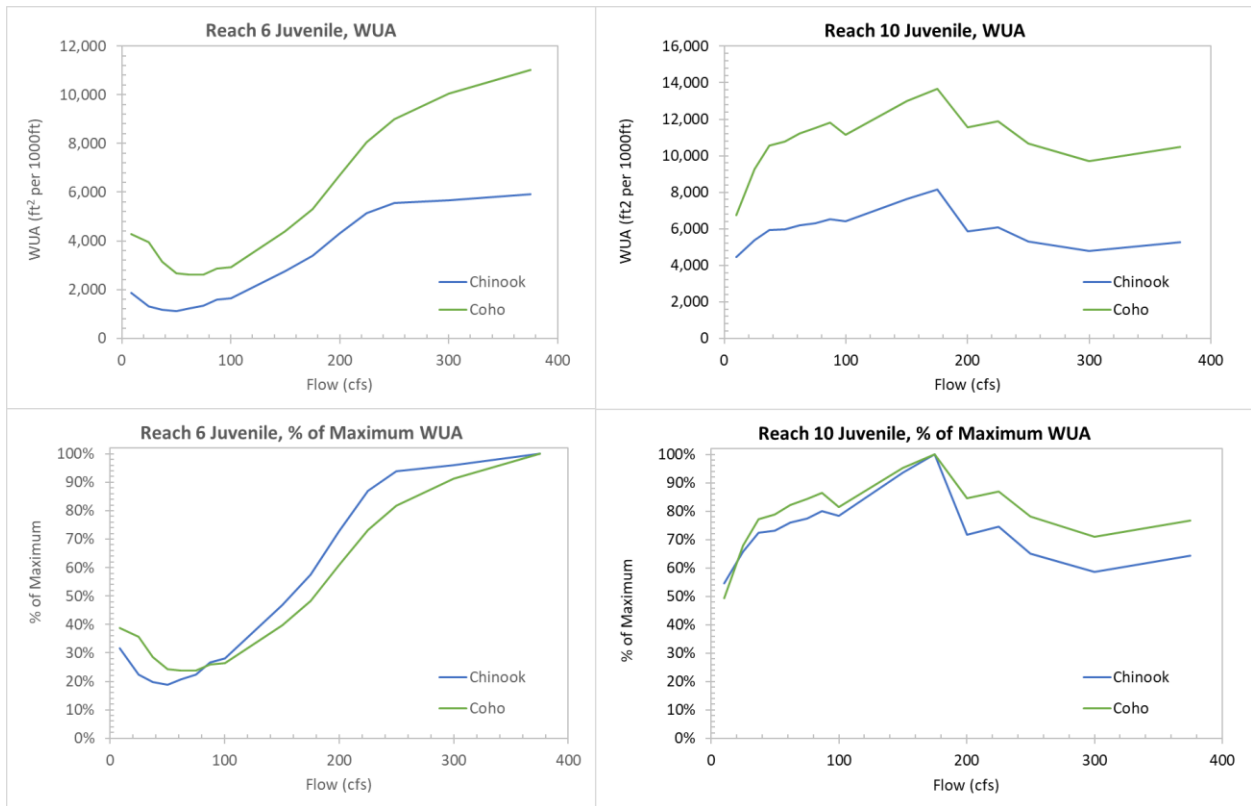 Reach 6 Juvenile, WUA
12,000
10,000
8,000
6,000
4,000
2,000
0
WUA (ft² per 1000ft)
Chinook
Coho
0 100 200 300 400
Flow (cfs)
Reach 10 Juvenile, WUA
16,000
14,000
12,000
10,000
8,000
6,000
4,000
2,000
0
WUA (ft2 per 1000ft)
Chinook
Coho
0 100 200 300 400
Flow (cfs)
Reach 6 Juvenile, % of Maximum WUA
100%
90%
80%
70%
60%
50%
40%
30%
20%
10%
0%
% of Maximum
Chinook
Coho
0 100 200 300 400
Flow (cfs)
Reach 10 Juvenile, % of Maximum WUA
100%
90%
80%
70%
60%
50%
40%
30%
20%
10%
0%
% of Maximum
Chinook
Coho
0 100 200 300 400
Flow (cfs)